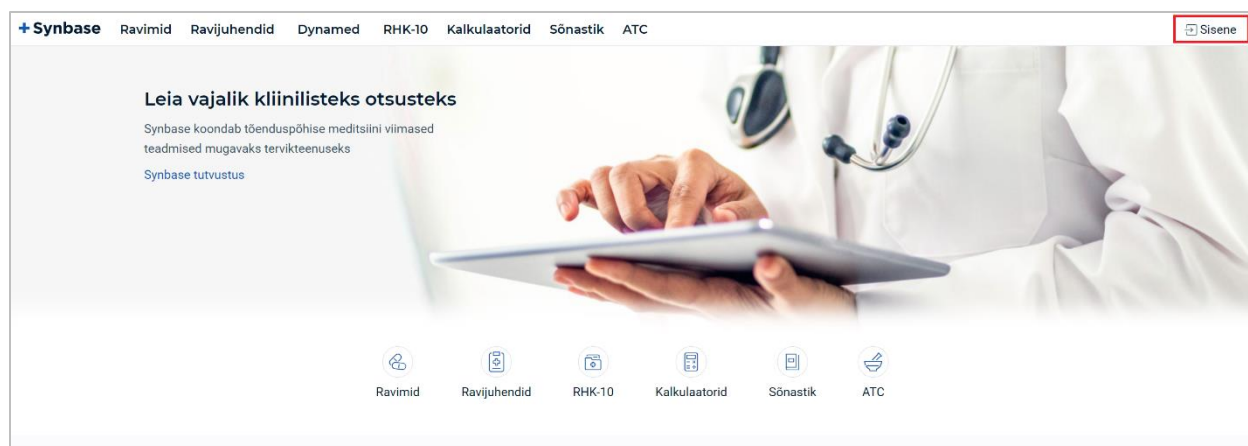 +Synbase Ravimid Ravijuhendid Dynamed RHK-10 Kalkulaatorid Sõnastik ATC Sisene
Leia vajalik kliinilisteks otsusteks
Synbase koondab tõenduspõhise meditsiini viimased
teadmised mugavaks tervikteenuseks
Synbase tutvustus
Ravimid Ravijuhendid RHK-10 Kalkulaatorid Sõnastik ATC